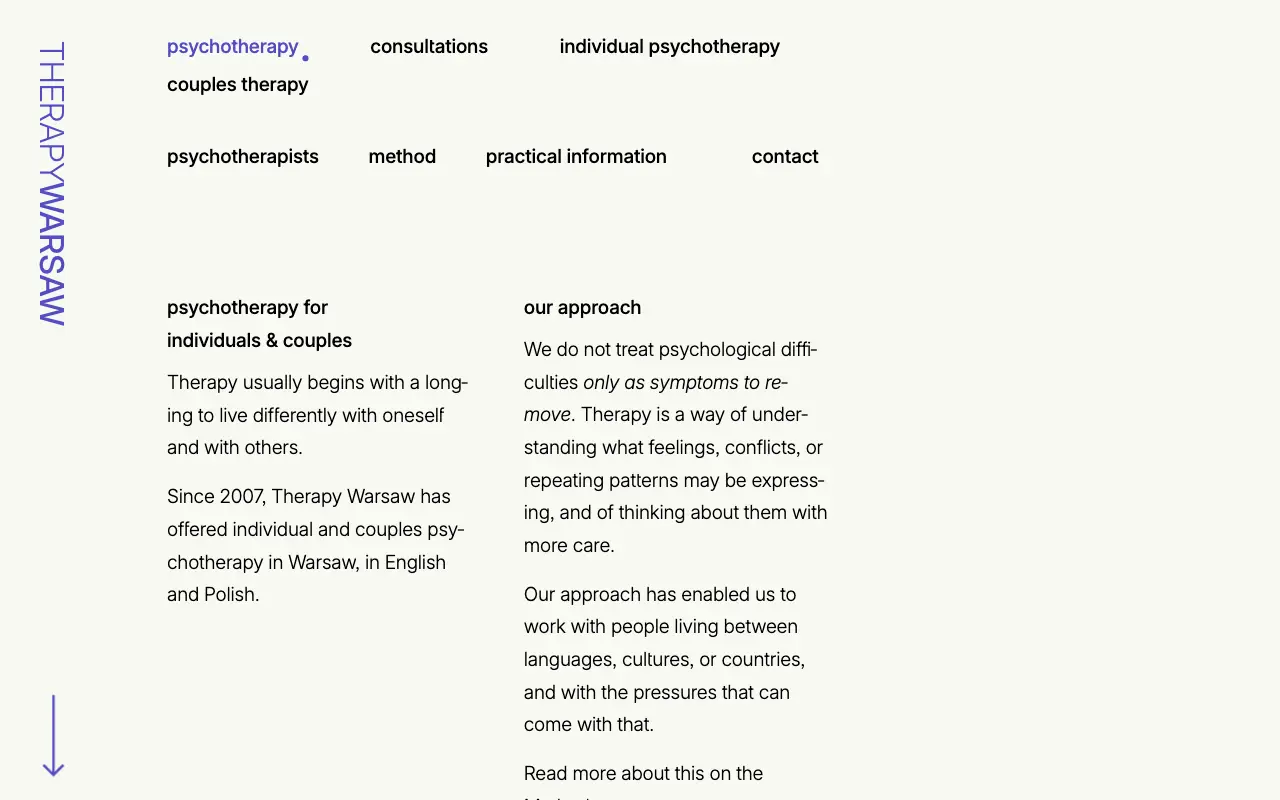 THERAPYWARSAW
psychotherapy
consultations
individual psychotherapy
couples therapy
psychotherapists
method
practical information
contact
psychotherapy for
individuals & couples
Therapy usually begins with a long-
ing to live differently with oneself
and with others.
Since 2007, Therapy Warsaw has
offered individual and couples psy-
chotherapy in Warsaw, in English
and Polish.
our approach
We do not treat psychological diffi-
culties only as symptoms to re-
move. Therapy is a way of under-
standing what feelings, conflicts, or
repeating patterns may be express-
ing, and of thinking about them with
more care.
Our approach has enabled us to
work with people living between
languages, cultures, or countries,
and with the pressures that can
come with that.
Read more about this on the